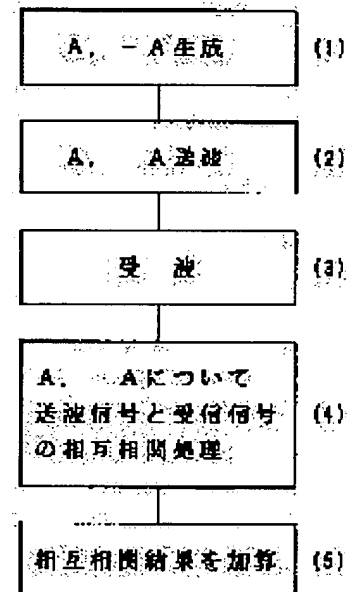 A, -A生成 (1)
A, A送波 (2)
受 波 (3)
A, Aについて
送波信号と受信信号 (4)
の相互相関処理
相互相関結果を加算 (5)